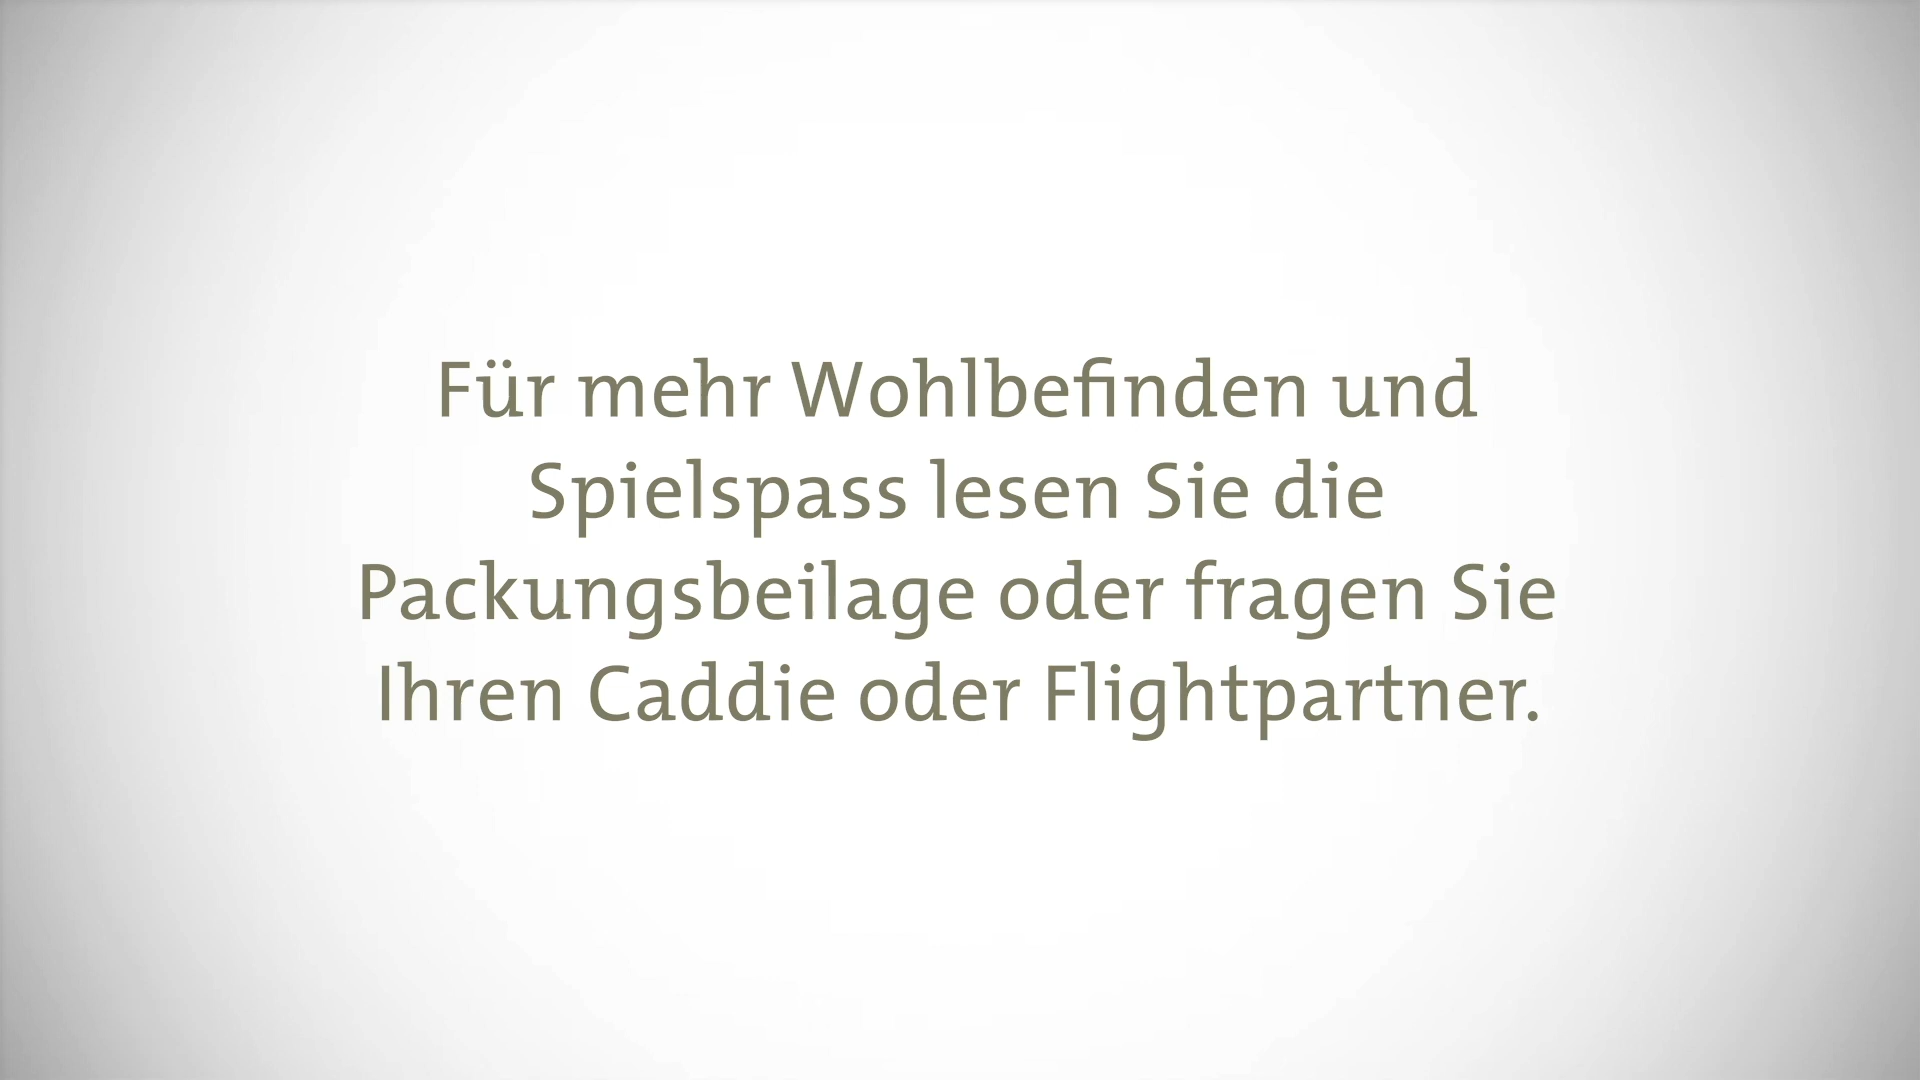 Für mehr Wohlbefinden und
Spielspass lesen Sie die
Packungsbeilage oder fragen Sie
Ihren Caddie oder Flightpartner.